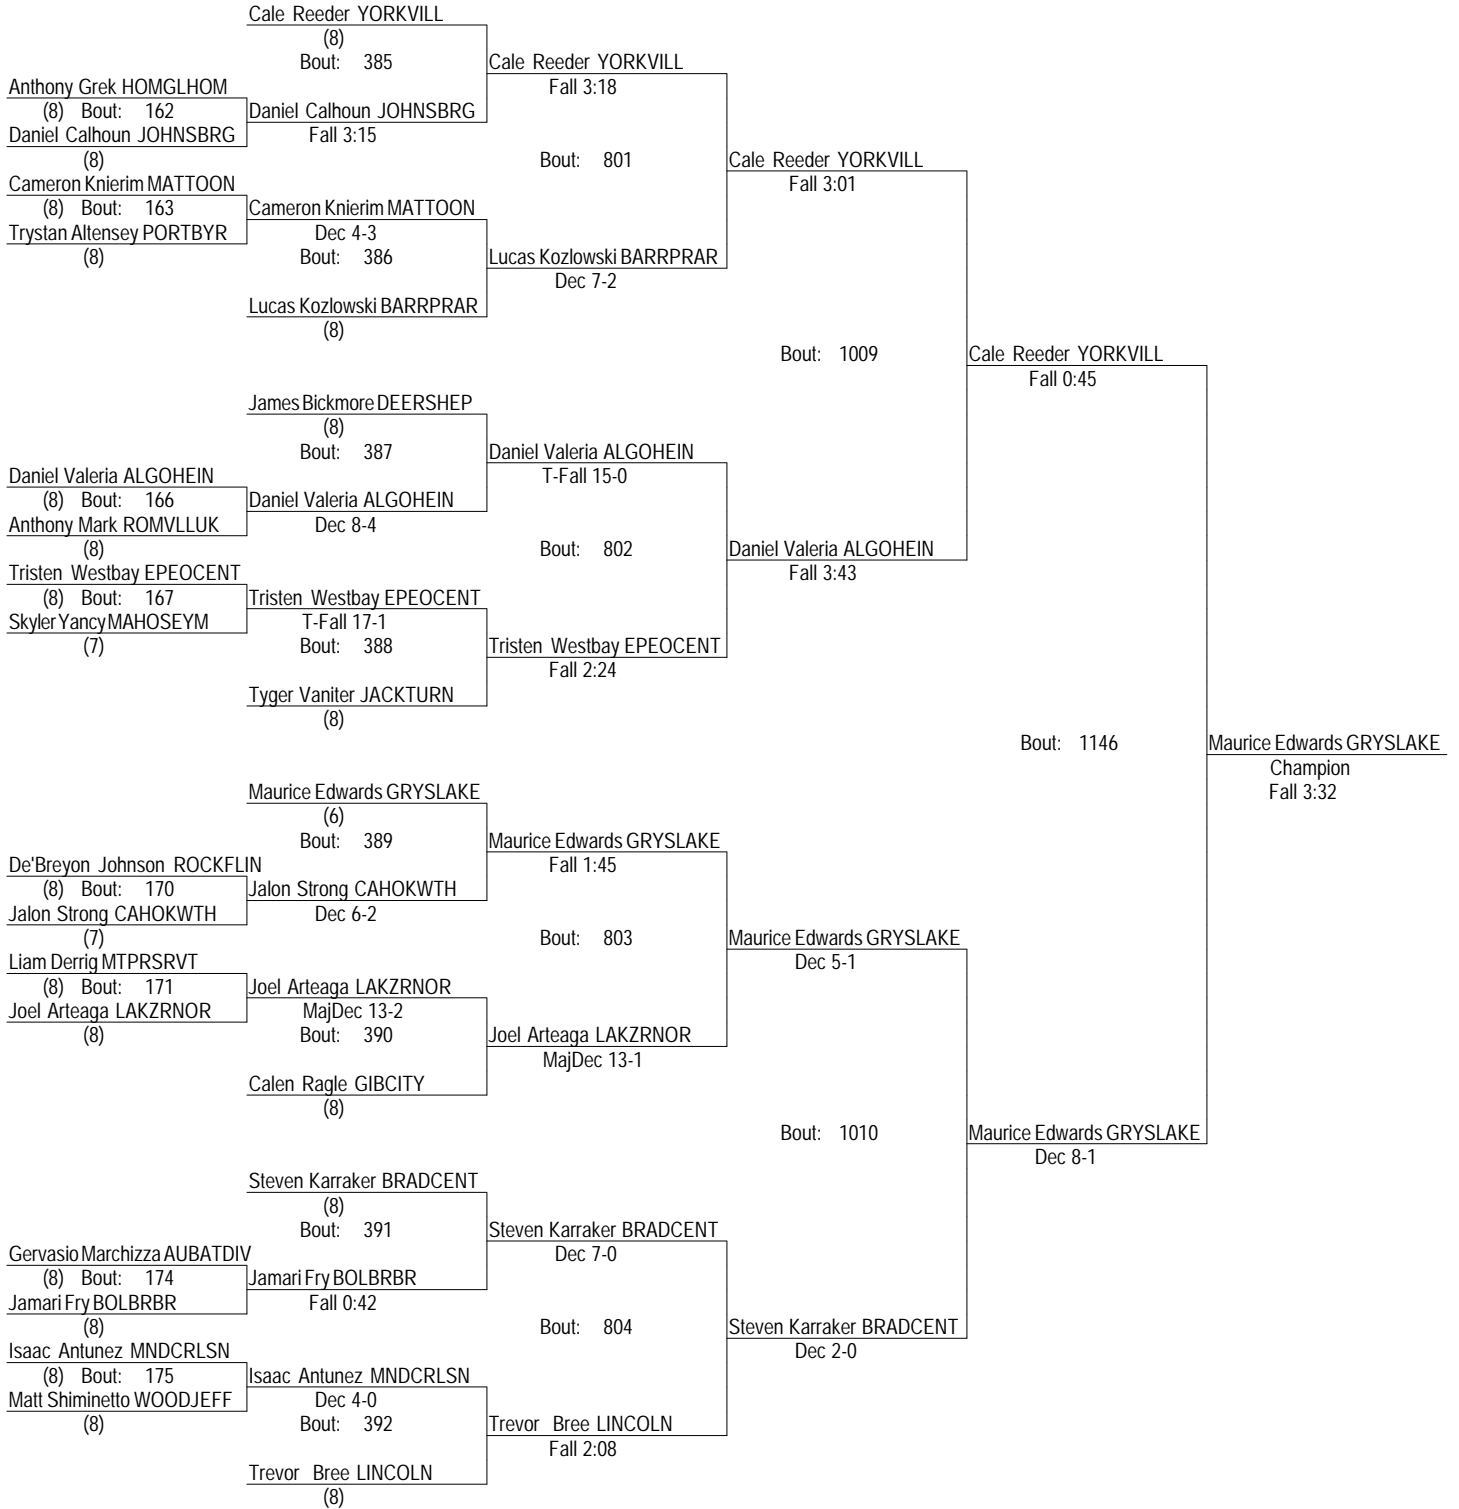 Cale Reeder YORKVILL
(8)
Bout: 385
Cale Reeder YORKVILL
Fall 3:18
Anthony Grek HOMGLHOM
(8) Bout: 162
Daniel Calhoun JOHNSBRG
Daniel Calhoun JOHNSBRG
Fall 3:15
(8)
Bout: 801
Cale Reeder YORKVILL
Fall 3:01
Cameron Knierim MATTOON
(8) Bout: 163
Cameron Knierim MATTOON
Trystan Altensey PORTBYR
Dec 4-3
(8)
Bout: 386
Lucas Kozlowski BARRPRAR
Dec 7-2
Lucas Kozlowski BARRPRAR
(8)
Bout: 1009
Cale Reeder YORKVILL
Fall 0:45
James Bickmore DEERSHEP
(8)
Bout: 387
Daniel Valeria ALGOHEIN
T-Fall 15-0
Daniel Valeria ALGOHEIN
(8) Bout: 166
Daniel Valeria ALGOHEIN
Anthony Mark ROMVLLUK
Dec 8-4
(8)
Bout: 802
Daniel Valeria ALGOHEIN
Fall 3:43
Tristen Westbay EPEOCENT
(8) Bout: 167
Tristen Westbay EPEOCENT
Skyler Yancy MAHOSEYM
T-Fall 17-1
(7)
Bout: 388
Tristen Westbay EPEOCENT
Fall 2:24
Tyger Vaniter JACKTURN
(8)
Bout: 1146
Maurice Edwards GRYSLAKE
Champion
Fall 3:32
Maurice Edwards GRYSLAKE
(6)
Bout: 389
Maurice Edwards GRYSLAKE
Fall 1:45
De'Breyon Johnson ROCKFLIN
(8) Bout: 170
Jalon Strong CAHOKWTH
Jalon Strong CAHOKWTH
Dec 6-2
(7)
Bout: 803
Maurice Edwards GRYSLAKE
Dec 5-1
Liam Derrig MTPRSRVT
(8) Bout: 171
Joel Arteaga LAKZRNOR
Joel Arteaga LAKZRNOR
MajDec 13-2
(8)
Bout: 390
Joel Arteaga LAKZRNOR
MajDec 13-1
Calen Ragle GIBCITY
(8)
Bout: 1010
Maurice Edwards GRYSLAKE
Dec 8-1
Steven Karraker BRADCENT
(8)
Bout: 391
Steven Karraker BRADCENT
Dec 7-0
Gervasio Marchizza AUBATDIV
(8) Bout: 174
Jamari Fry BOLBRBR
Jamari Fry BOLBRBR
Fall 0:42
(8)
Bout: 804
Steven Karraker BRADCENT
Dec 2-0
Isaac Antunez MNDCRLSN
(8) Bout: 175
Isaac Antunez MNDCRLSN
Matt Shiminetto WOODJEFF
Dec 4-0
(8)
Bout: 392
Trevor Bree LINCOLN
Fall 2:08
Trevor Bree LINCOLN
(8)